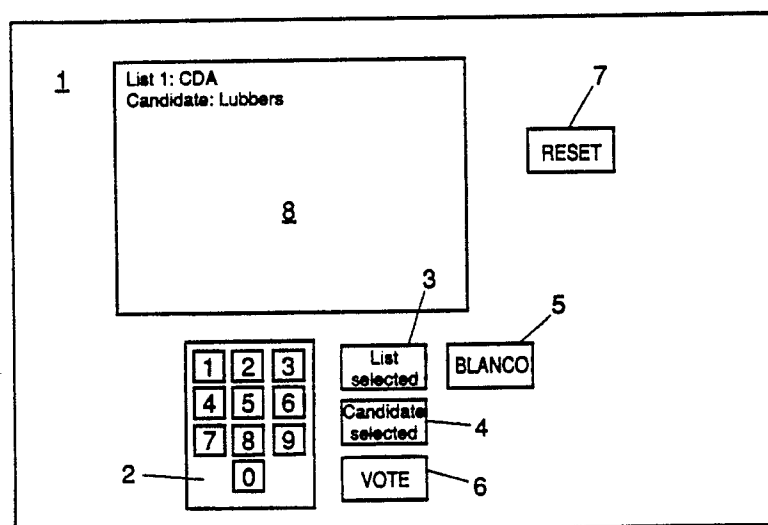 1
List 1: CDA
Candidate: Lubbers
8
7
RESET
3
5
List
selected
BLANCO
Candidate
selected
4
VOTE
6
1 2 3
4 5 6
7 8 9
0
2